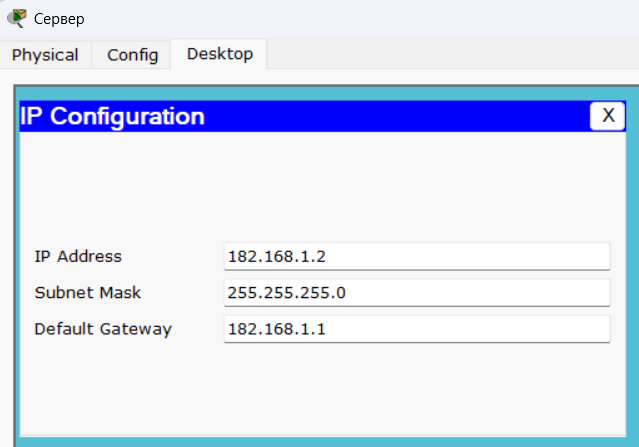 Сервер
Physical Config Desktop
IP Configuration X
IP Address 182.168.1.2
Subnet Mask 255.255.255.0
Default Gateway 182.168.1.1